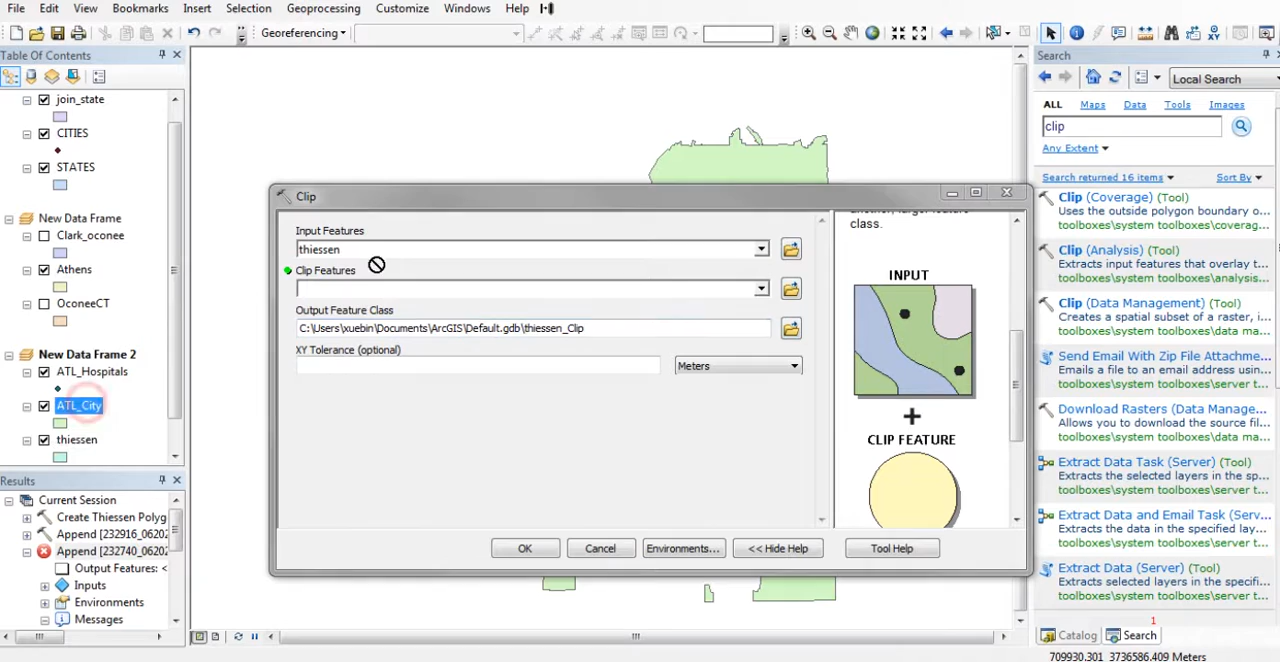 File Edit View Bookmarks Insert Selection Geoprocessing Customize Windows Help
Georeferencing
Table Of Contents
join_state
CITIES
STATES
New Data Frame
Clark_oconee
Athens
OconeeCT
New Data Frame 2
ATL_Hospitals
ATL_City
thiessen
Results
Current Session
Create Thiessen Polyg
Append [232916_06202
Append [232740_06202
Output Features: <
Inputs
Environments
Messages
Clip
Input Features
thiessen
Clip Features
Output Feature Class
C:\Users\xuebin\Documents\ArcGIS\Default.gdb\thiessen_Clip
XY Tolerance (optional)
Meters
another, larger feature
class.
INPUT
+
CLIP FEATURE
OK Cancel Environments... << Hide Help Tool Help
Search
Local Search
ALL Maps Data Tools Images
clip
Any Extent
Search returned 16 items Sort By
Clip (Coverage) (Tool)
Uses the outside polygon boundary o...
toolboxes\system toolboxes\coverag...
Clip (Analysis) (Tool)
Extracts input features that overlay t...
toolboxes\system toolboxes\analysis...
Clip (Data Management) (Tool)
Creates a spatial subset of a raster, i...
toolboxes\system toolboxes\data ma...
Send Email With Zip File Attachme...
Emails a file to an email address using...
toolboxes\system toolboxes\server t...
Download Rasters (Data Manage...
Allows you to download the source fil...
toolboxes\system toolboxes\data ma...
Extract Data Task (Server) (Tool)
Extracts the selected layers in the sp...
toolboxes\system toolboxes\server t...
Extract Data and Email Task (Serv...
Extracts the data in the specified lay...
toolboxes\system toolboxes\server t...
Extract Data (Server) (Tool)
Extracts selected layers in the specifi...
toolboxes\system toolboxes\server t...
1
Catalog Search
709930.301 3736586.409 Meters